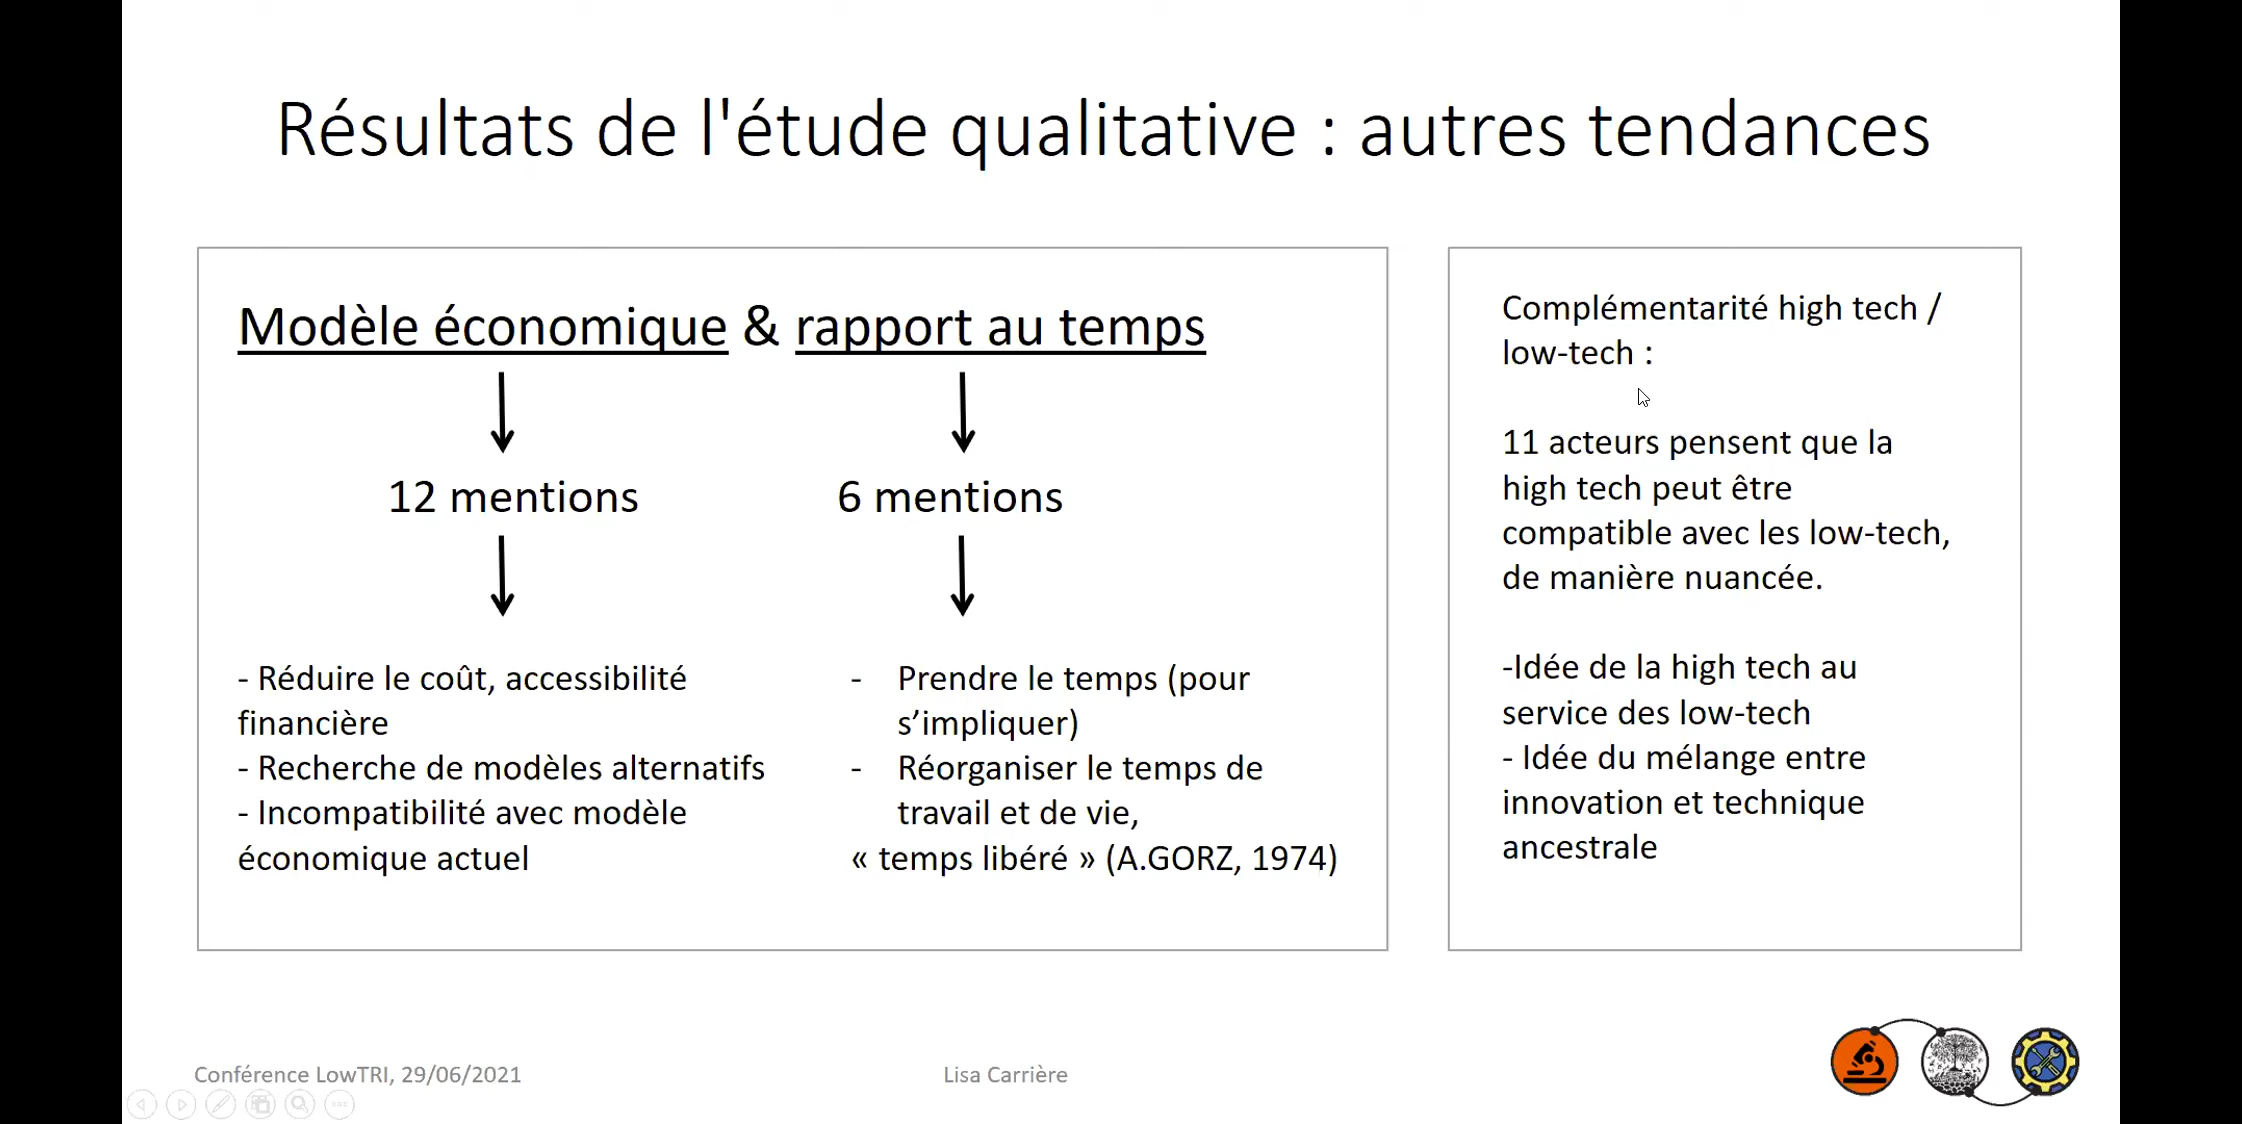 Résultats de l'étude qualitative : autres tendances
Modèle économique & rapport au temps
12 mentions
6 mentions
- Réduire le coût, accessibilité
financière
- Recherche de modèles alternatifs
- Incompatibilité avec modèle
économique actuel
- Prendre le temps (pour
s’impliquer)
- Réorganiser le temps de
travail et de vie,
« temps libéré » (A.GORZ, 1974)
Complémentarité high tech /
low-tech :
11 acteurs pensent que la
high tech peut être
compatible avec les low-tech,
de manière nuancée.
-Idée de la high tech au
service des low-tech
- Idée du mélange entre
innovation et technique
ancestrale
Conférence LowTRI, 29/06/2021
Lisa Carrière